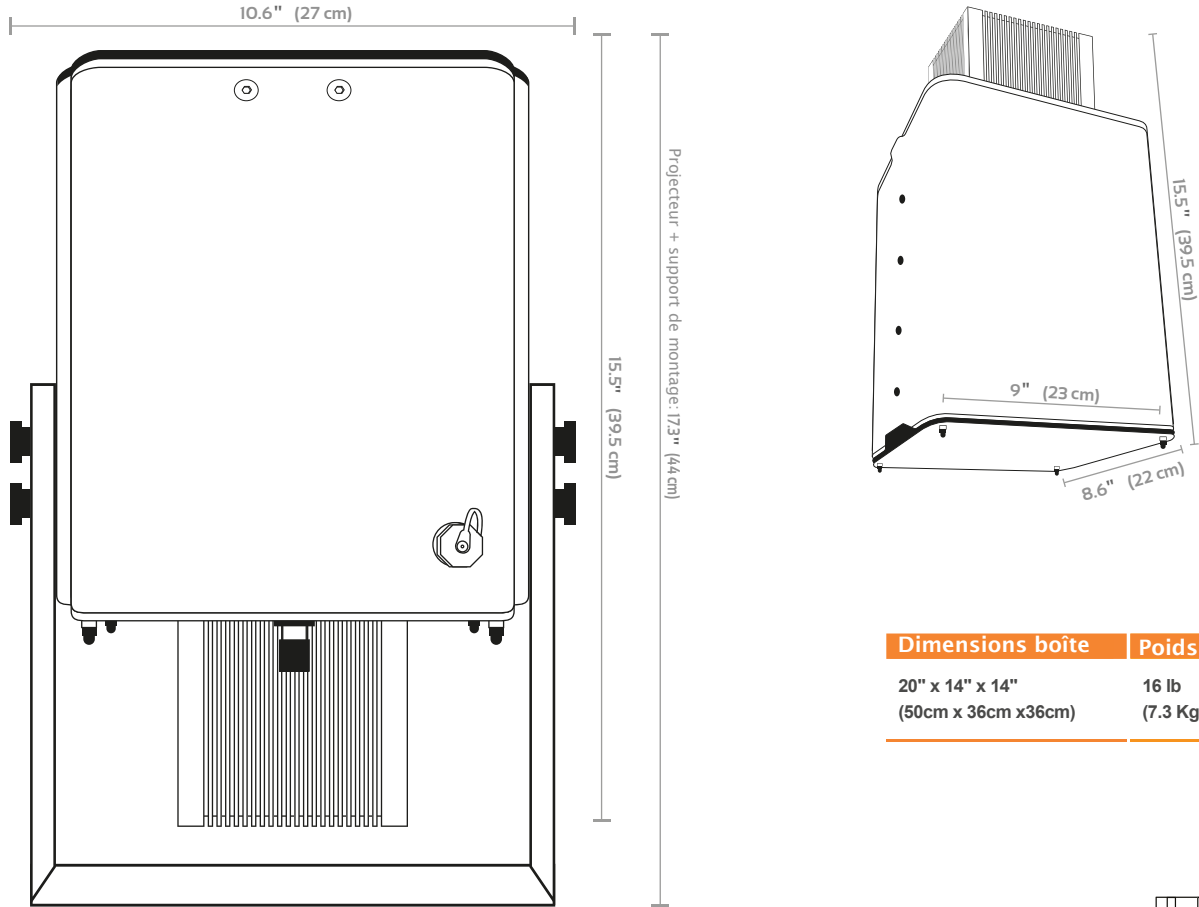 10.6" (27 cm)
15.5" (39.5 cm)
Projecteur + support de montage: 17.3" (44 cm)
15.5" (39.5 cm)
9" (23 cm)
8.6" (22 cm)
Dimensions boîte Poids
20" x 14" x 14" 16 lb
(50cm x 36cm x36cm) (7.3 Kg